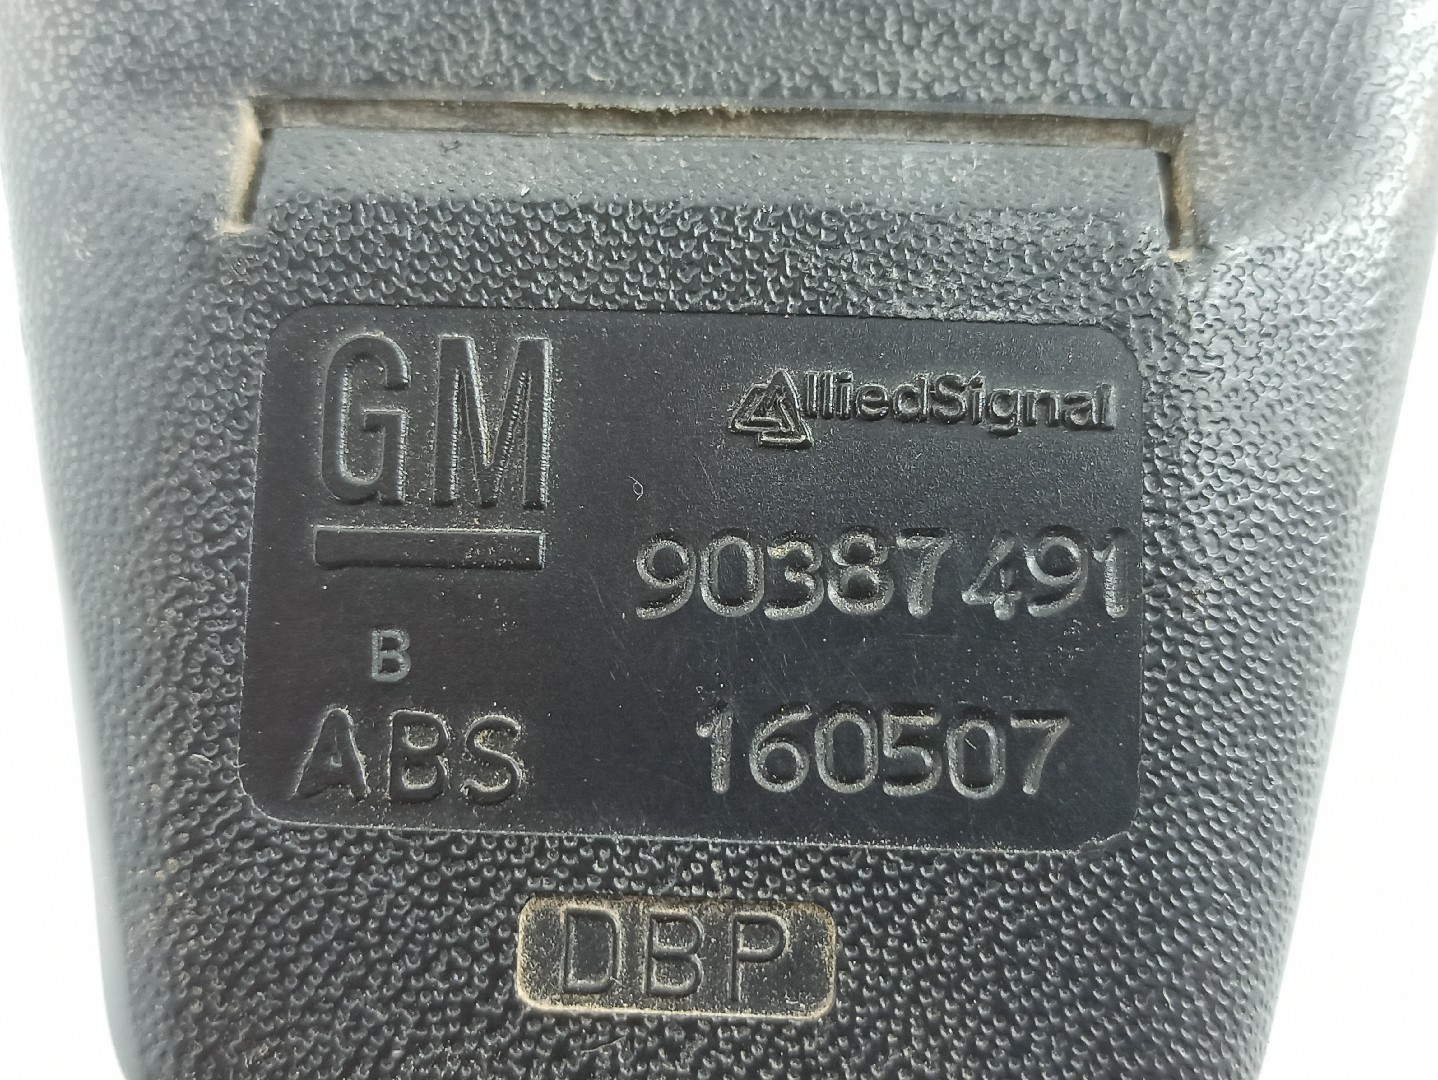 GM AlliedSignal
90387491
B
ABS 160507
DBP